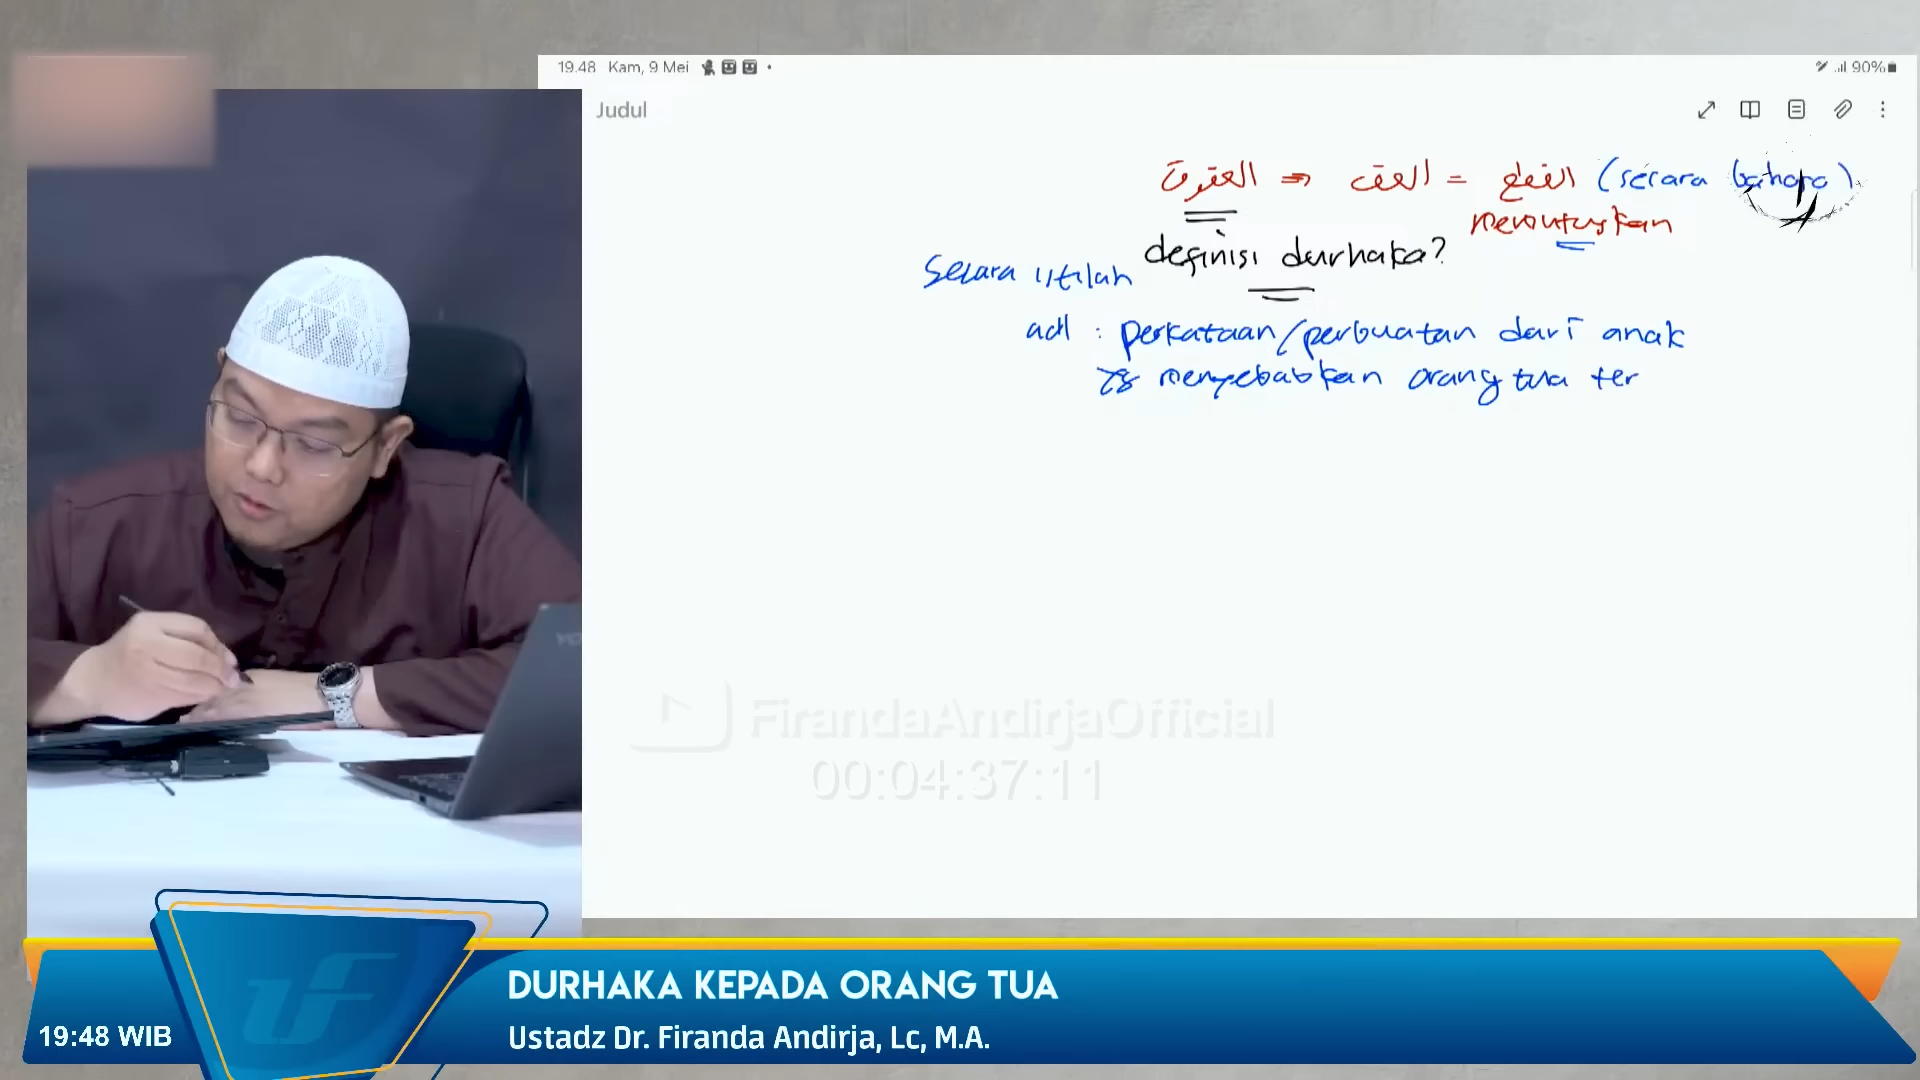 19.48 Kam, 9 Mei
90%
Judul
العقوق ⇒ العق = القطع (secara bahasa)
memutuskan
definisi durhaka?
Secara istilah
adl : perkataan/perbuatan dari anak
yg menyebabkan orang tua ter
FirandaAndirjaOfficial
00:04:37:11
DURHAKA KEPADA ORANG TUA
19:48 WIB
Ustadz Dr. Firanda Andirja, Lc, M.A.